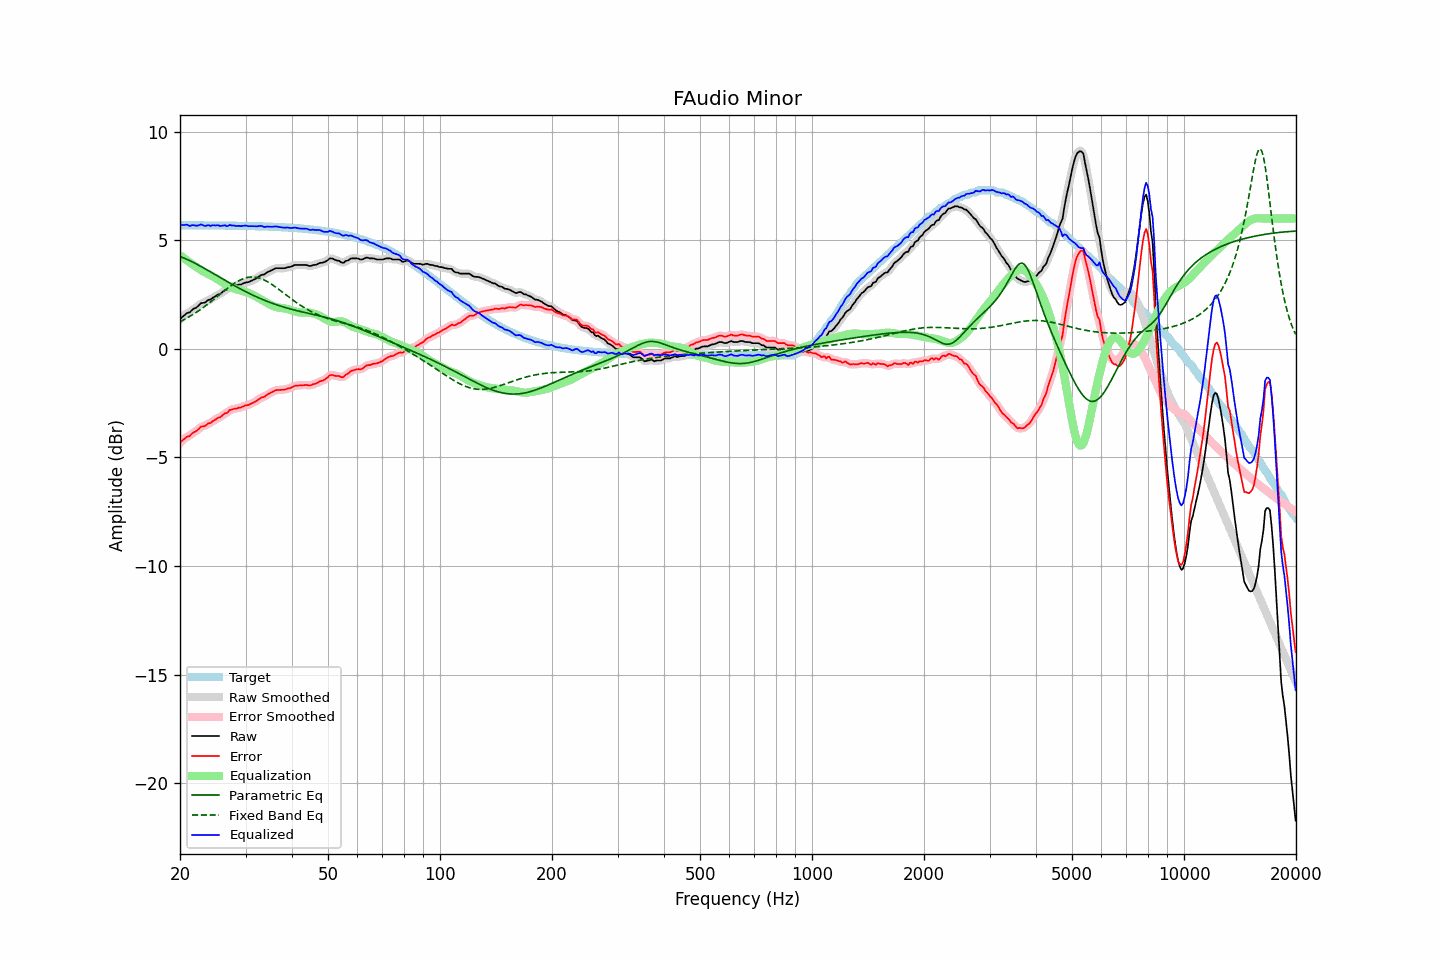 FAudio Minor
10
5
0
−5
−10
−15
−20
Amplitude (dBr)
Target
Raw Smoothed
Error Smoothed
Raw
Error
Equalization
Parametric Eq
Fixed Band Eq
Equalized
20 50 100 200 500 1000 2000 5000 10000 20000
Frequency (Hz)